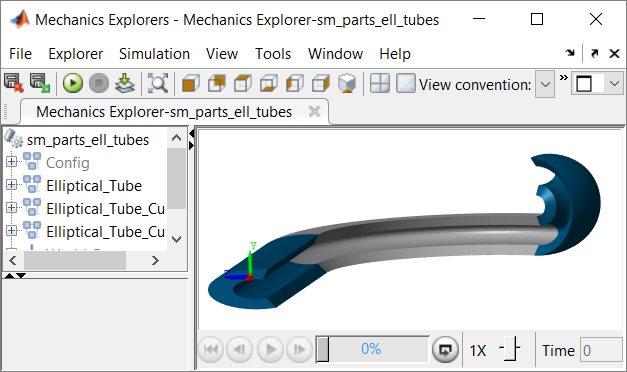 Mechanics Explorers - Mechanics Explorer-sm_parts_ell_tubes
File Explorer Simulation View Tools Window Help
View convention:
Mechanics Explorer-sm_parts_ell_tubes
sm_parts_ell_tubes
Config
Elliptical_Tube
Elliptical_Tube_Cu
Elliptical_Tube_Cu
Y
0%
1X
Time 0